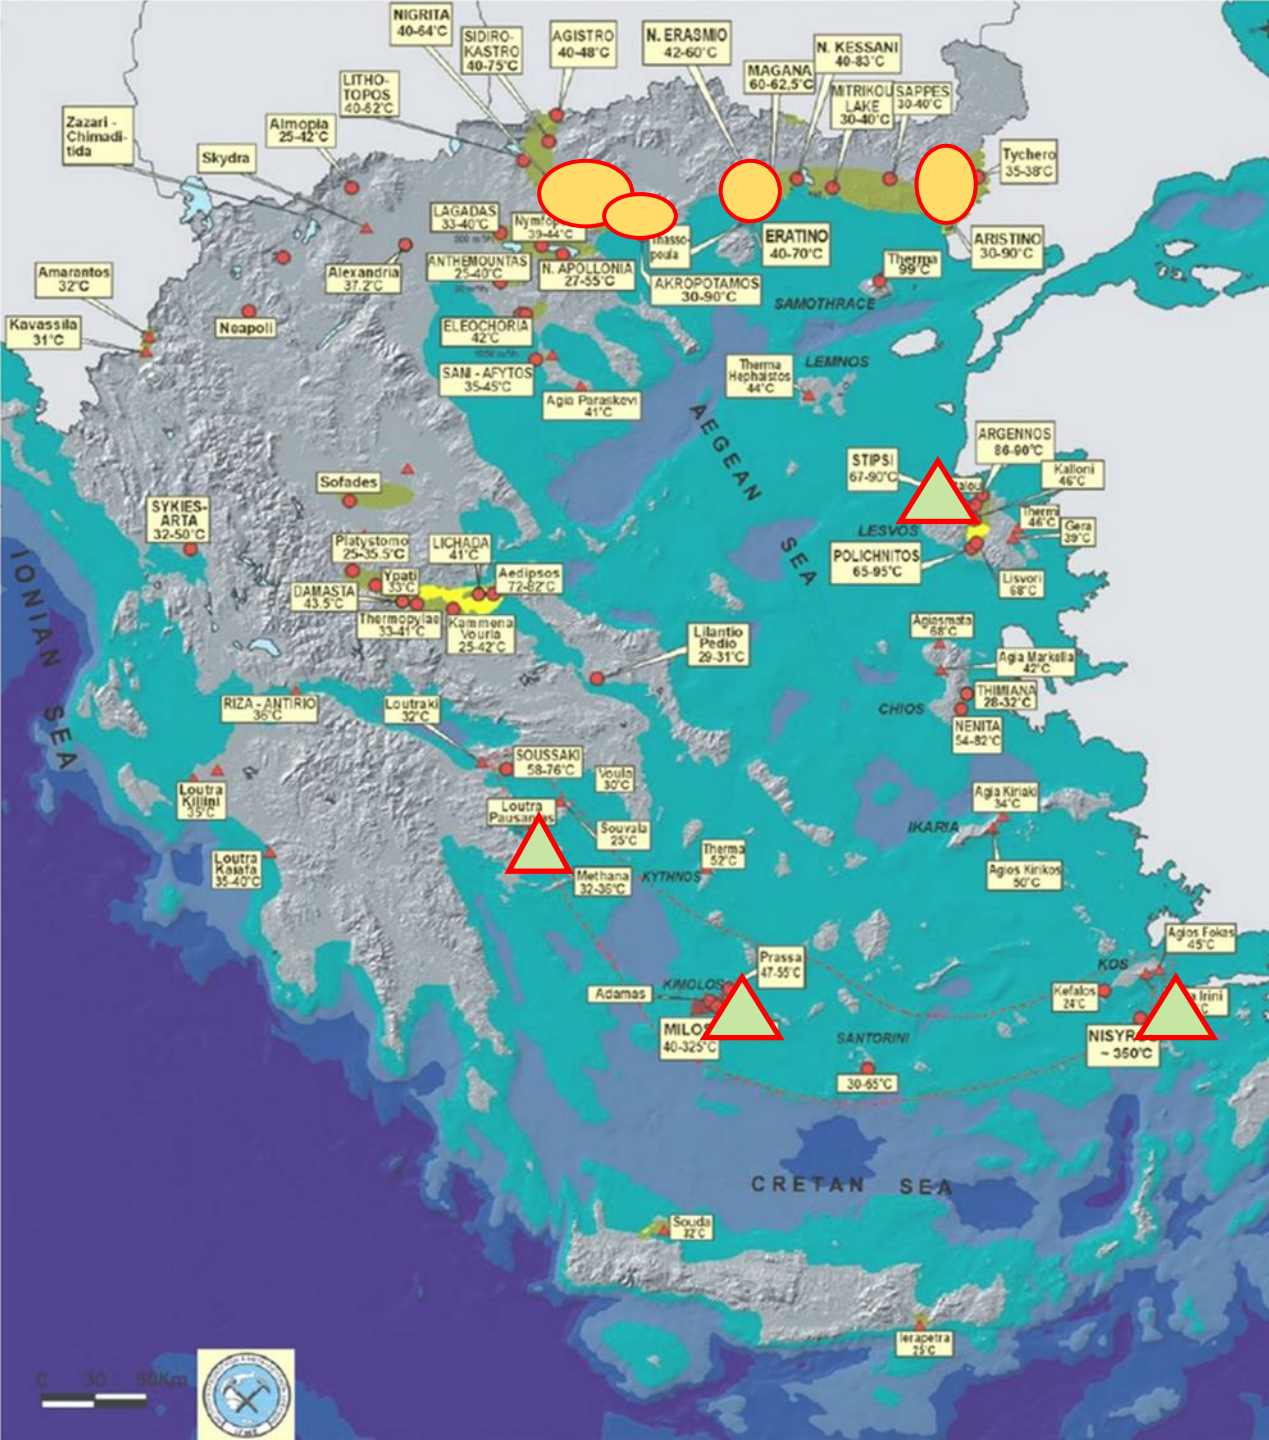 NIGRITA
40-64°C
SIDIRO-
KASTRO
40-75°C
AGISTRO
40-48°C
N. ERASMIO
42-60°C
MAGANA
60-62,5°C
N. KESSANI
40-83°C
MITRIKOU
LAKE
30-40°C
SAPPES
30-40°C
LITHO-
TOPOS
40-62°C
Zazari -
Chimadi-
tida
Almopia
25-42°C
Skydra
Tychero
35-38°C
LAGADAS
33-40°C
39-44°C
poula
ERATINO
40-70°C
ARISTINO
30-90°C
Amarantos
32°C
Alexandria
37.2°C
ANTHEMOUNTAS
25-40°C
N. APOLLONIA
27-55°C
AKROPOTAMOS
30-90°C
Therma
99°C
SAMOTHRACE
Kavassila
31°C
Neapoli
ELEOCHORIA
42°C
SANI - AFYTOS
35-45°C
Agia Paraskevi
41°C
Therma
Hephaistos
44°C
LEMNOS
AEGEAN
SEA
STIPSI
67-90°C
ARGENNOS
86-90°C
Kalloni
46°C
Thermi
46°C
Gera
39°C
LESVOS
POLICHNITOS
65-95°C
Lisvori
68°C
Sofades
SYKIES-
ARTA
32-50°C
Platystomo
25-35.5°C
LICHADA
41°C
Ypati
33°C
Aedipsos
72-82°C
DAMASTA
43.5°C
Thermopylae
33-41°C
Kammena
Vourla
25-42°C
IONIAN
SEA
Lilantio
Pedio
29-31°C
Agiasmata
68°C
Agia Markella
42°C
THIMIANA
28-32°C
CHIOS
NENITA
54-82°C
RIZA - ANTIRIO
36°C
Loutraki
32°C
SOUSSAKI
58-76°C
Voula
30°C
Loutra
Killini
35°C
Loutra
Souvala
25°C
Agia Kiriaki
34°C
IKARIA
Agios Kirikos
50°C
Loutra
Kaiafa
35-40°C
Methana
32-36°C
Therma
52°C
KYTHNOS
Agios Fokas
45°C
KOS
Kefalos
24°C
Irini
Prassa
47-55°C
KIMOLOS
Adamas
MILOS
40-325°C
SANTORINI
30-65°C
~ 350°C
CRETAN SEA
Souda
Ierapetra
25°C
0 30